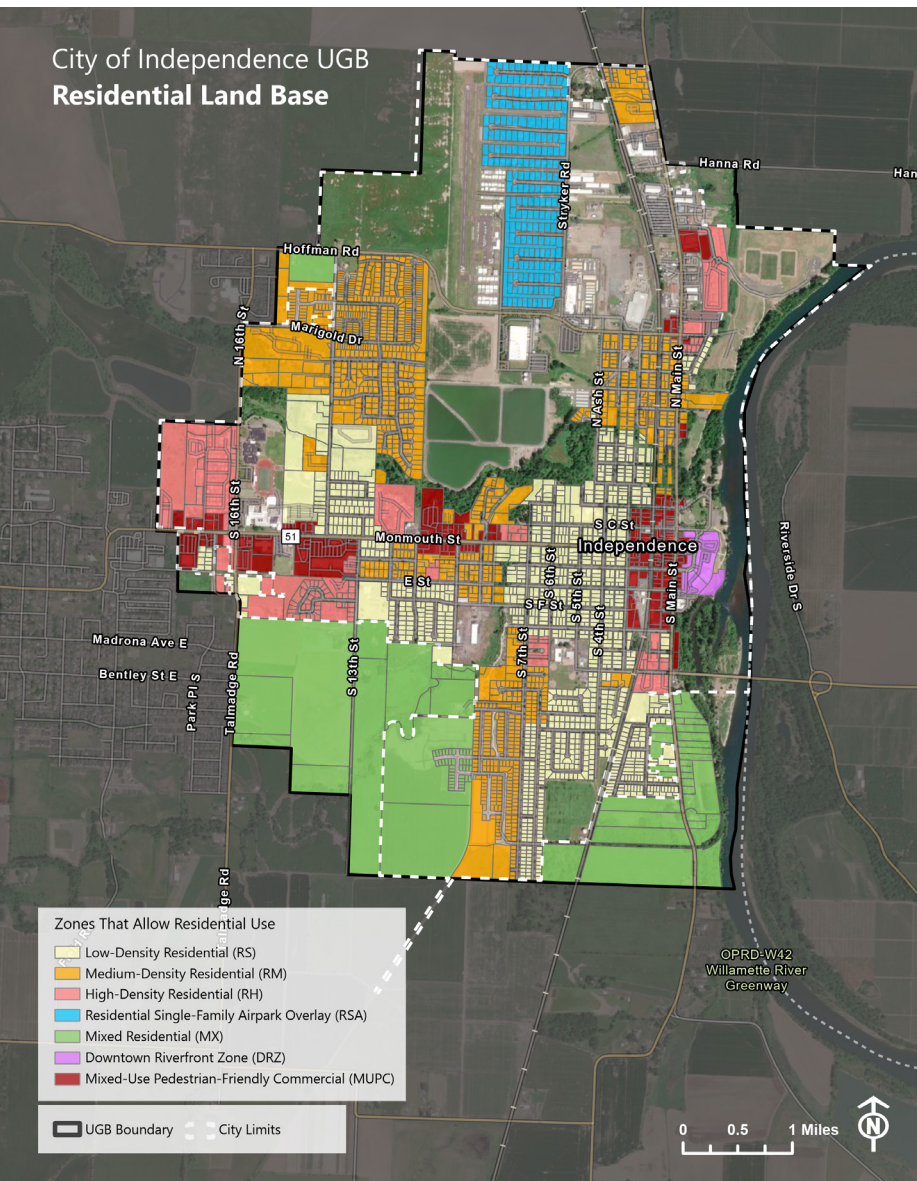 City of Independence UGB
Residential Land Base
Hanna Rd
Han
Stryker Rd
Hoffman Rd
N 16th St
Marigold Dr
N Ash St
N Main St
S 16th St
51
Monmouth St
S C St
Independence
Riverside Dr S
E St
S 6th St
S 5th St
S F St
S Main St
S 4th St
S 7th St
S 13th St
Madrona Ave E
Bentley St E
Park Pl S
Talmadge Rd
Talmadge Rd
Zones That Allow Residential Use
Low-Density Residential (RS)
Medium-Density Residential (RM)
High-Density Residential (RH)
Residential Single-Family Airpark Overlay (RSA)
Mixed Residential (MX)
Downtown Riverfront Zone (DRZ)
Mixed-Use Pedestrian-Friendly Commercial (MUPC)
UGB Boundary
City Limits
OPRD-W42
Willamette River
Greenway
0 0.5 1 Miles
N